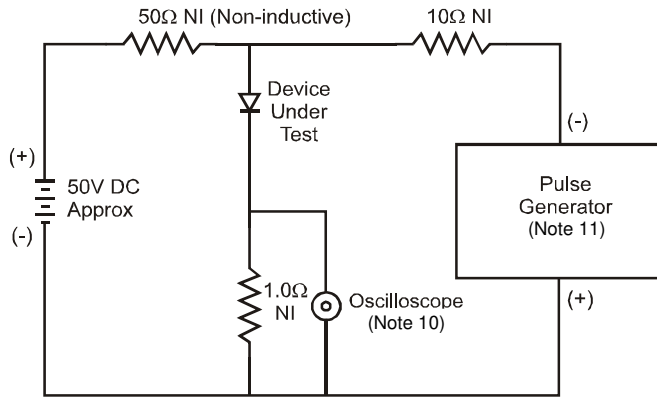 50Ω NI (Non-inductive)
10Ω NI
Device
Under
Test
(-)
(+)
50V DC
Approx
(-)
Pulse
Generator
(Note 11)
1.0Ω
NI
Oscilloscope
(Note 10)
(+)